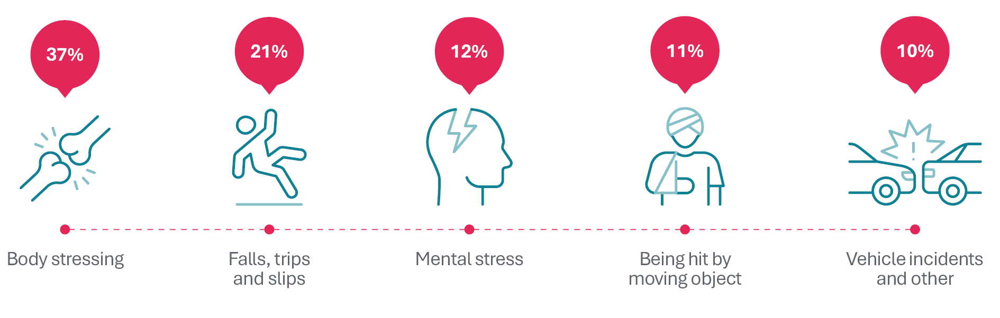 37%
21%
12%
11%
10%
Body stressing
Falls, trips
and slips
Mental stress
Being hit by
moving object
Vehicle incidents
and other